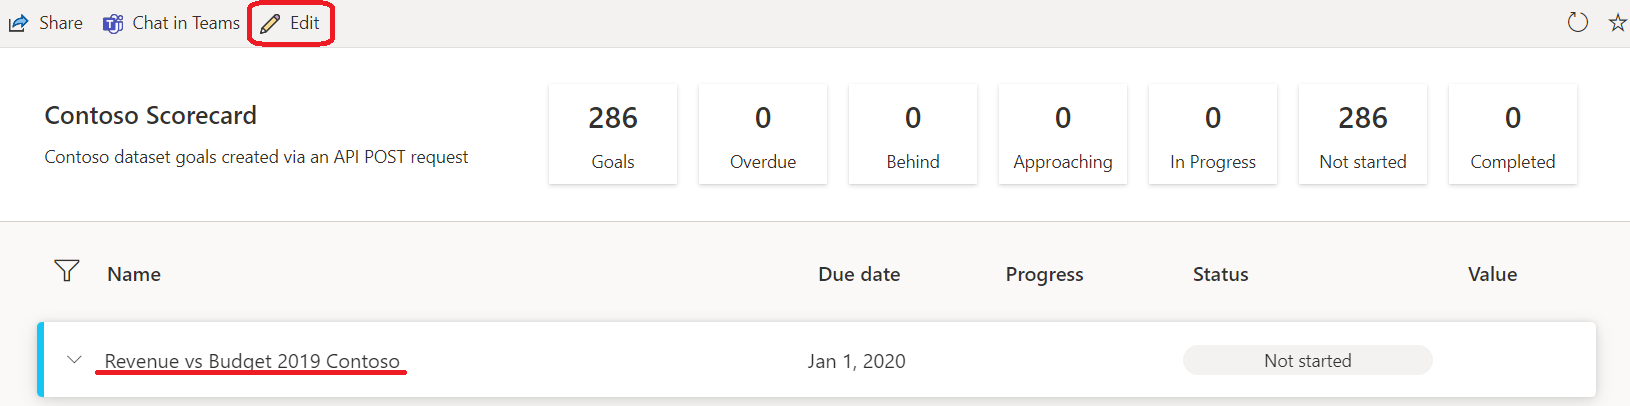 Share Chat in Teams Edit
Contoso Scorecard
Contoso dataset goals created via an API POST request
286 0 0 0 0 286 0
Goals Overdue Behind Approaching In Progress Not started Completed
Name Due date Progress Status Value
Revenue vs Budget 2019 Contoso Jan 1, 2020 Not started